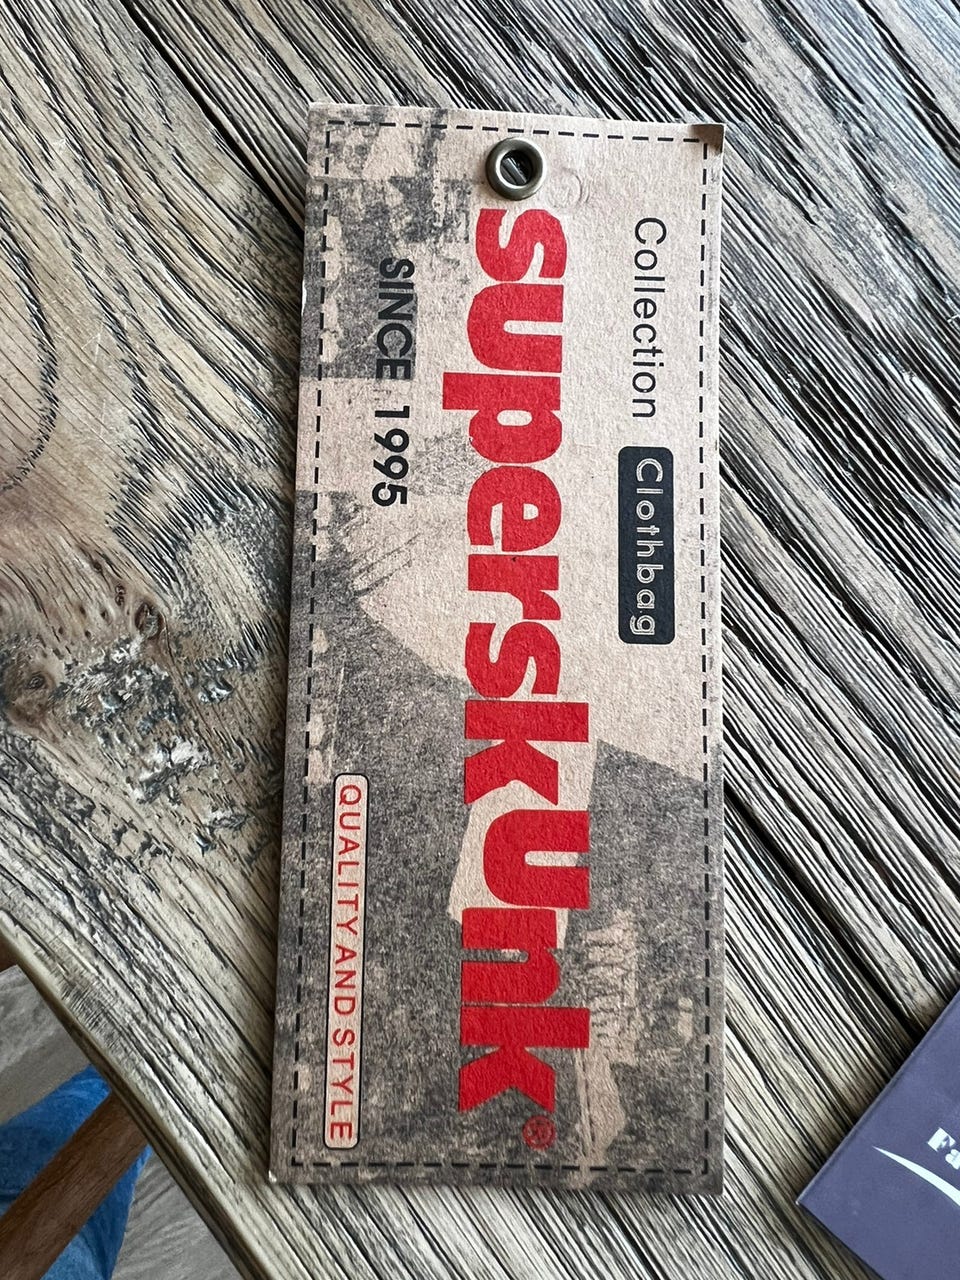 Collection Clothbag
superskunk®
SINCE 1995
QUALITY AND STYLE